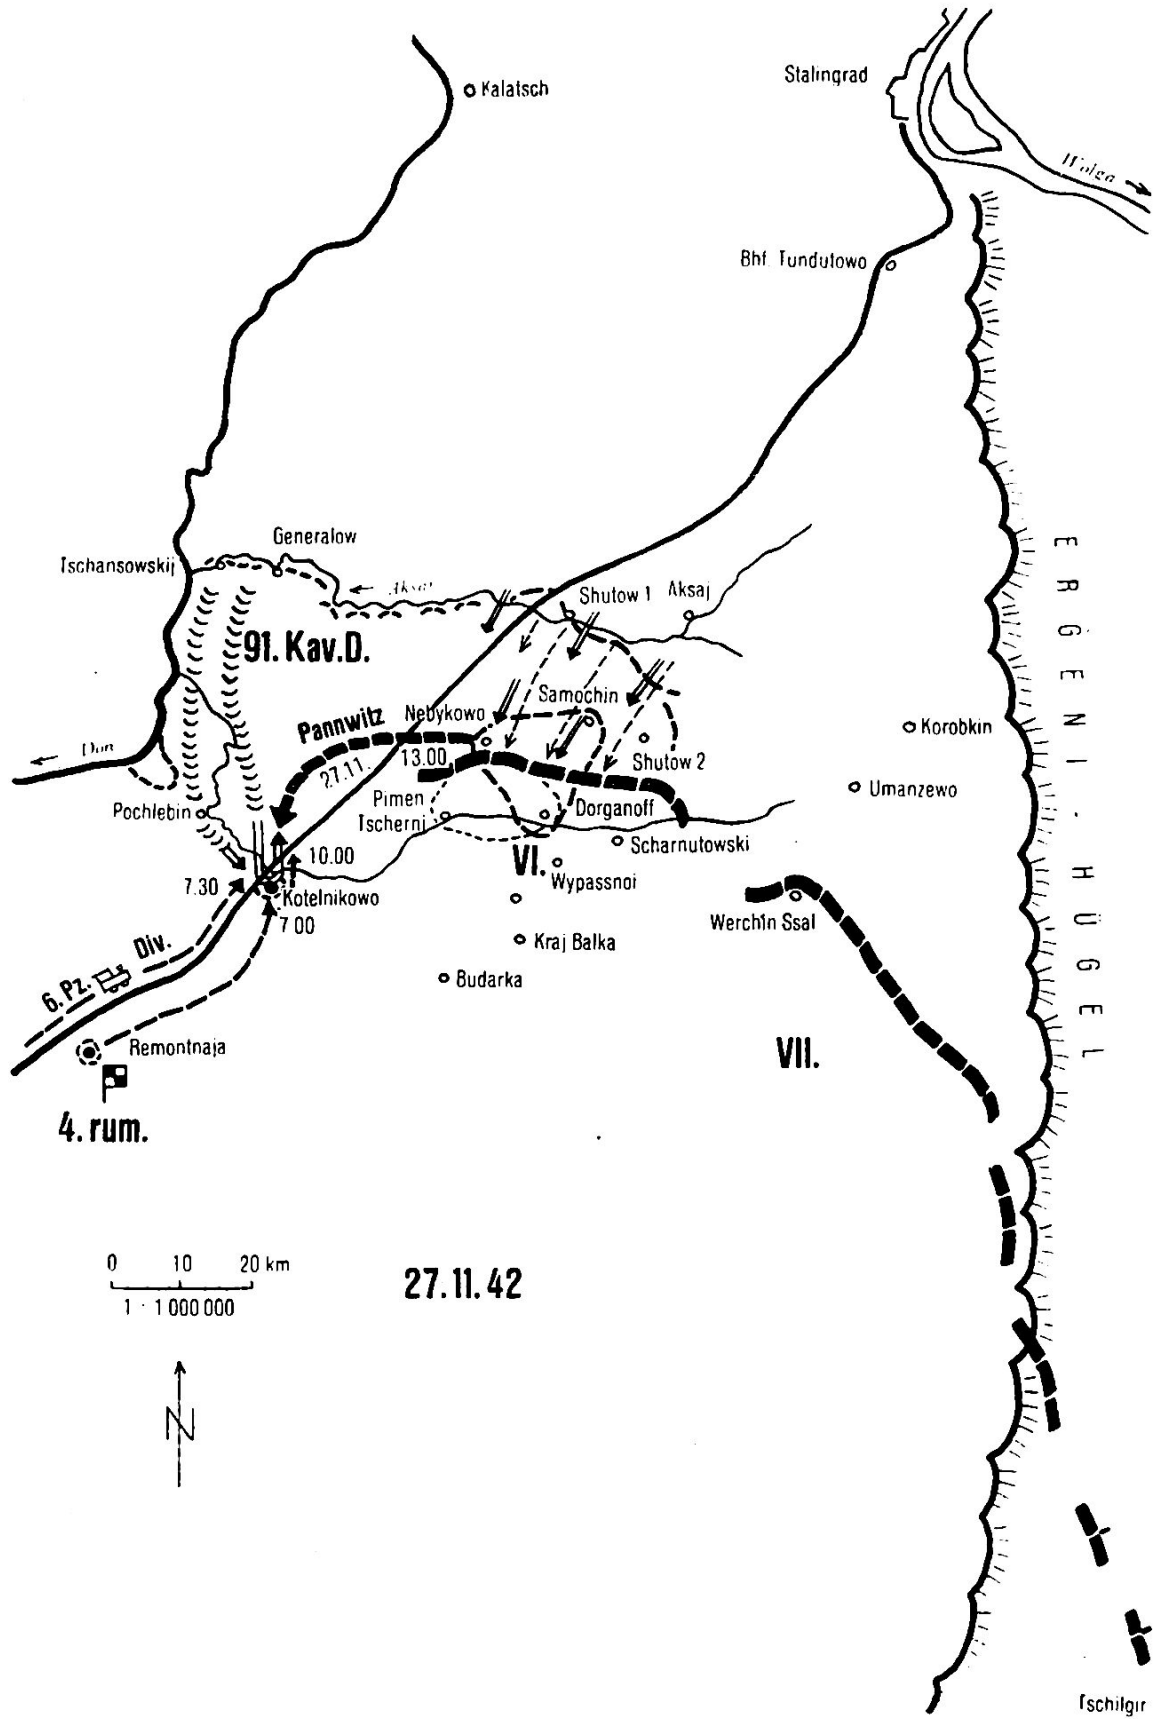 Kalatsch
Stalingrad
Wolga
Bhf. Tundutowo
Generalow
Tschansowskij
Aksai
Shutow 1
Aksaj
91. Kav.D.
ERGENI-HÜGEL
Samochin
Pannwitz
Nebykowo
Korobkin
Don
27.11.
13.00
Shutow 2
Umanzewo
Pochlebin
Pimen
Tscherni
Dorganoff
Scharnutowski
10.00
VI.
7.30
Wypassnoi
Kotelnikowo
7 00
Werchin Ssal
Kraj Balka
6. Pz. Div.
Budarka
Remontnaja
VII.
4. rum.
0 10 20 km
1 : 1 000 000
27.11.42
N
Tschilgir